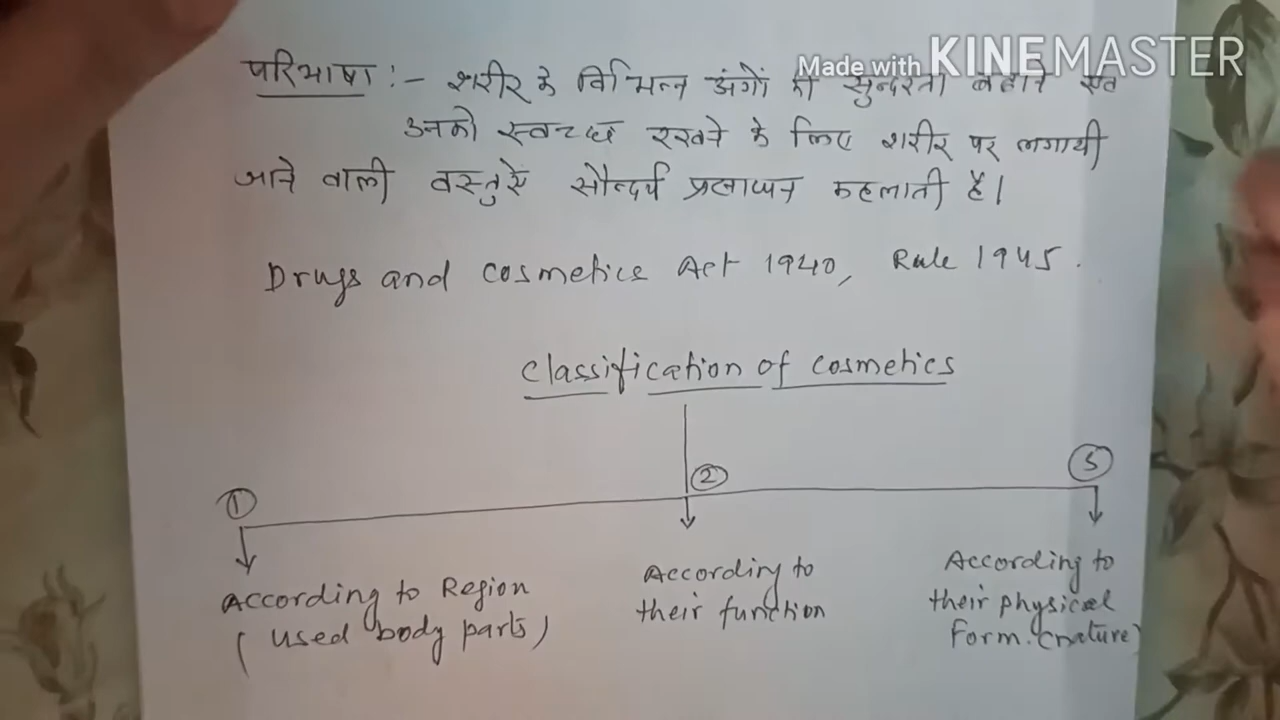 Made with KINEMASTER
परिभाषा :- शरीर के विभिन्न अंगों की सुन्दरता बढाने एवं
उनको स्वच्छ रखने के लिए शरीर पर लगायी
जाने वाली वस्तुऐं सौन्दर्य प्रसाधन कहलाती है।
Drugs and cosmetics Act 1940, Rule 1945.
Classification of cosmetics
① ② ③
According to Region
(used body parts)
According to
their function
According to
their physical
form. (nature)